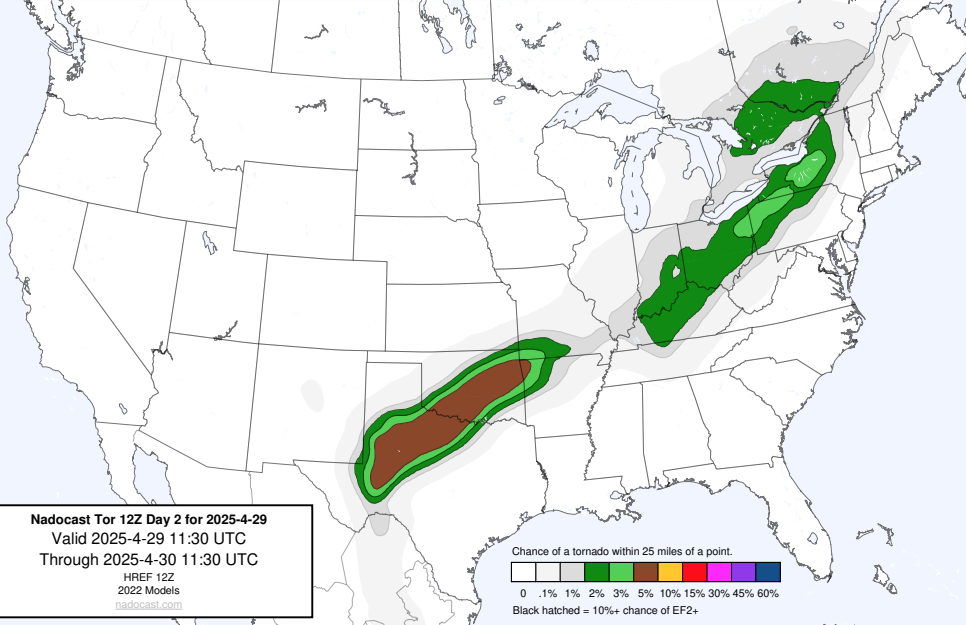 Nadocast Tor 12Z Day 2 for 2025-4-29
Valid 2025-4-29 11:30 UTC
Through 2025-4-30 11:30 UTC
HREF 12Z
2022 Models
nadocast.com
Chance of a tornado within 25 miles of a point.
0 .1% 1% 2% 3% 5% 10% 15% 30% 45% 60%
Black hatched = 10%+ chance of EF2+